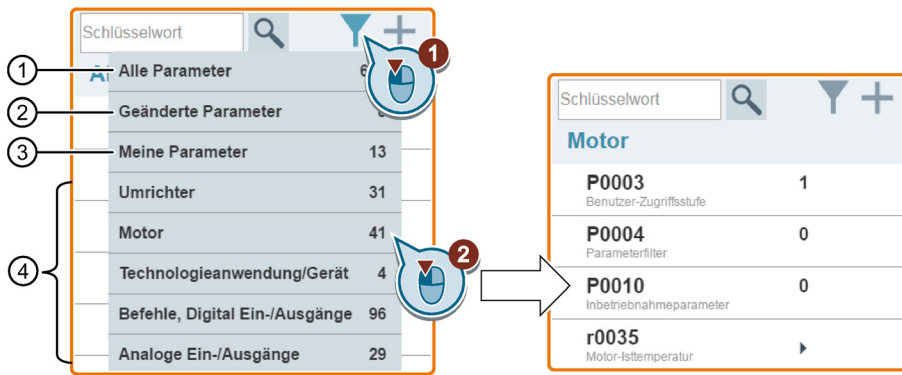 Schlüsselwort
1
① Alle Parameter 6
② Geänderte Parameter
③ Meine Parameter 13
Umrichter 31
Motor 41
2
④
Technologieanwendung/Gerät 4
Befehle, Digital Ein-/Ausgänge 96
Analoge Ein-/Ausgänge 29
Schlüsselwort
Motor
P0003 1
Benutzer-Zugriffsstufe
P0004 0
Parameterfilter
P0010 0
Inbetriebnahmeparameter
r0035
Motor-Isttemperatur